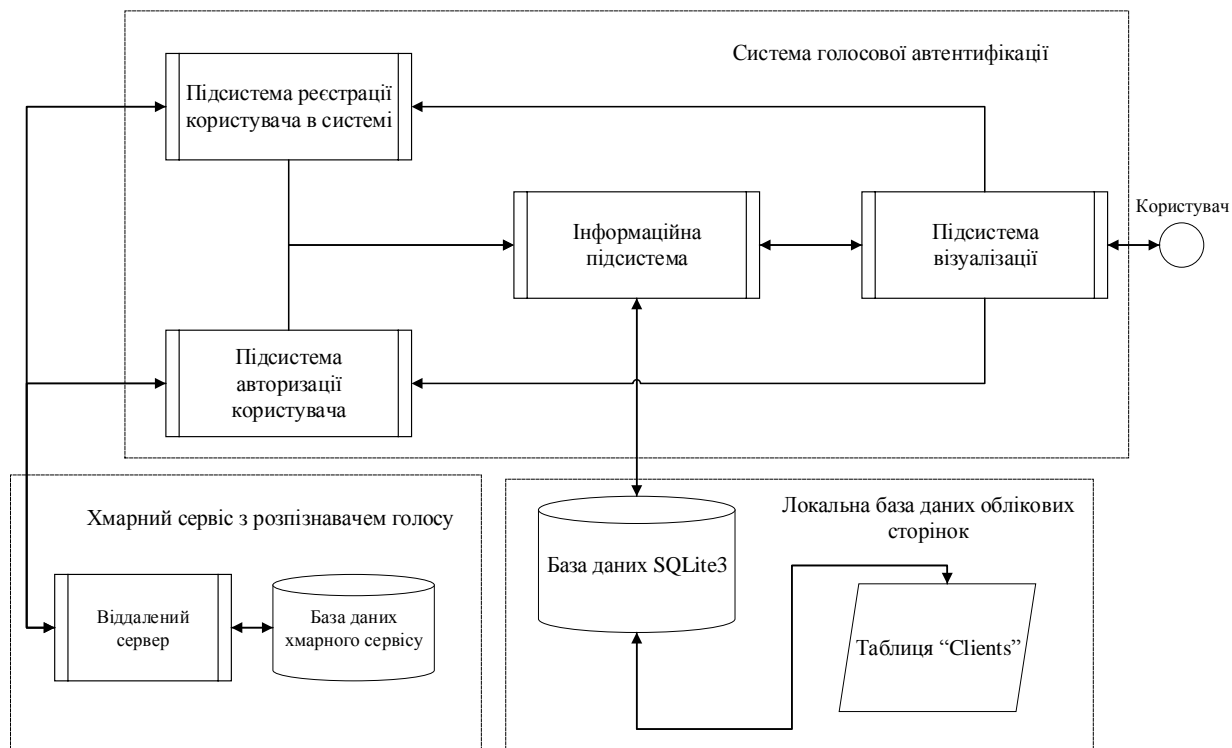 Система голосової автентифікації
Підсистема реєстрації
користувача в системі
Інформаційна
підсистема
Підсистема
візуалізації
Користувач
Підсистема
авторизації
користувача
Хмарний сервіс з розпізнавачем голосу
Віддалений
сервер
База даних
хмарного сервісу
Локальна база даних облікових
сторінок
База даних SQLite3
Таблиця “Clients”